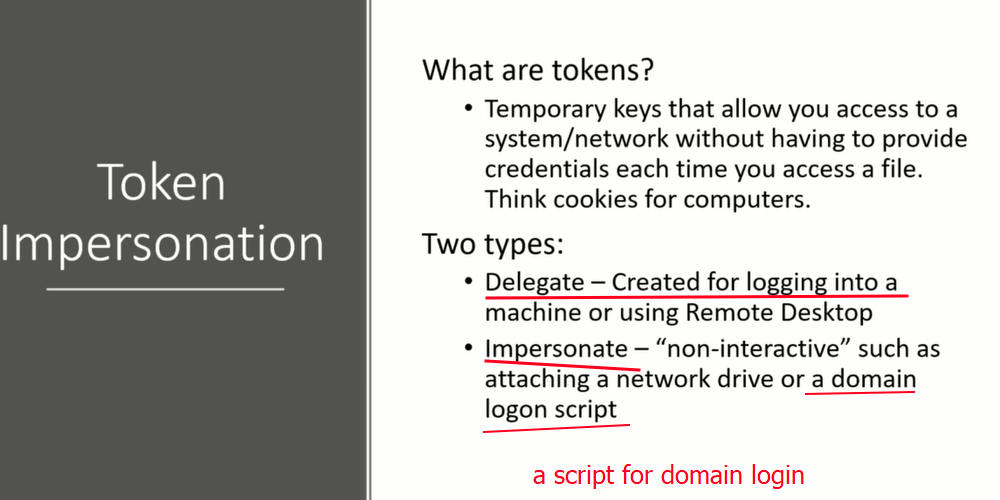 Token
Impersonation
What are tokens?
• Temporary keys that allow you access to a
system/network without having to provide
credentials each time you access a file.
Think cookies for computers.
Two types:
• Delegate – Created for logging into a
machine or using Remote Desktop
• Impersonate – “non-interactive” such as
attaching a network drive or a domain
logon script
a script for domain login